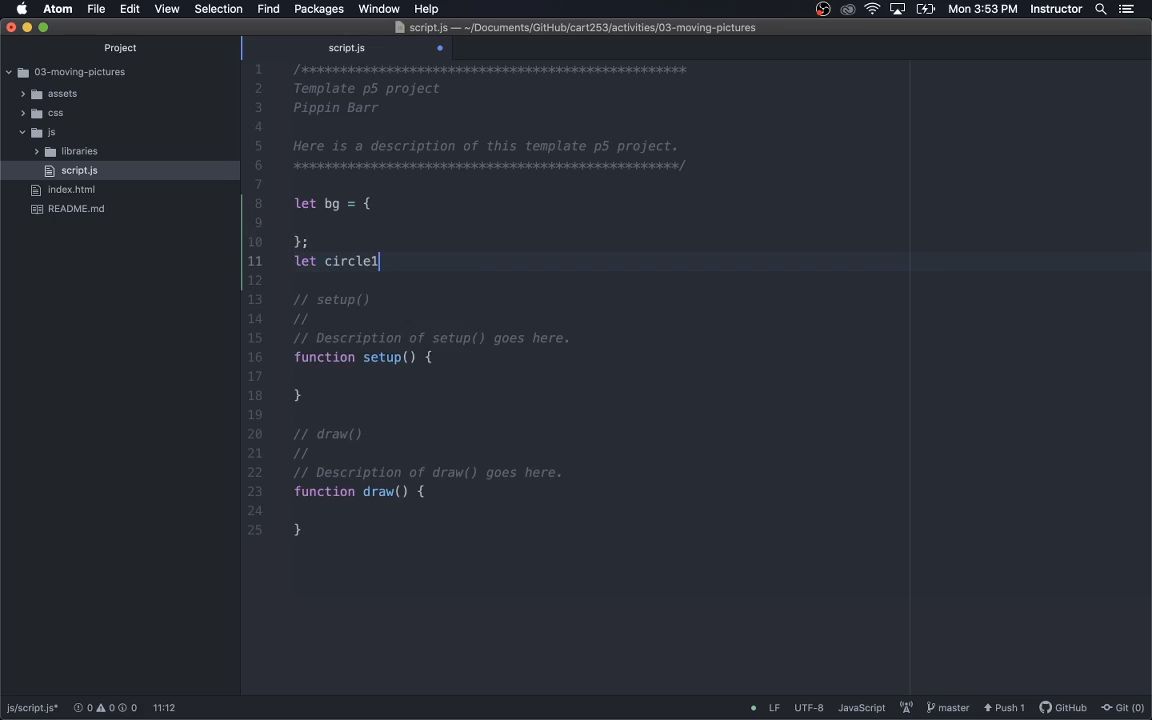 Atom File Edit View Selection Find Packages Window Help Mon 3:53 PM Instructor
script.js — ~/Documents/GitHub/cart253/activities/03-moving-pictures
Project
03-moving-pictures
assets
css
js
libraries
script.js
index.html
README.md
script.js
1 /**************************************************
2 Template p5 project
3 Pippin Barr
4
5 Here is a description of this template p5 project.
6 **************************************************/
7
8 let bg = {
9
10 };
11 let circle1
12
13 // setup()
14 //
15 // Description of setup() goes here.
16 function setup() {
17
18 }
19
20 // draw()
21 //
22 // Description of draw() goes here.
23 function draw() {
24
25 }
js/script.js* 0 0 0 11:12 LF UTF-8 JavaScript master Push 1 GitHub Git (0)